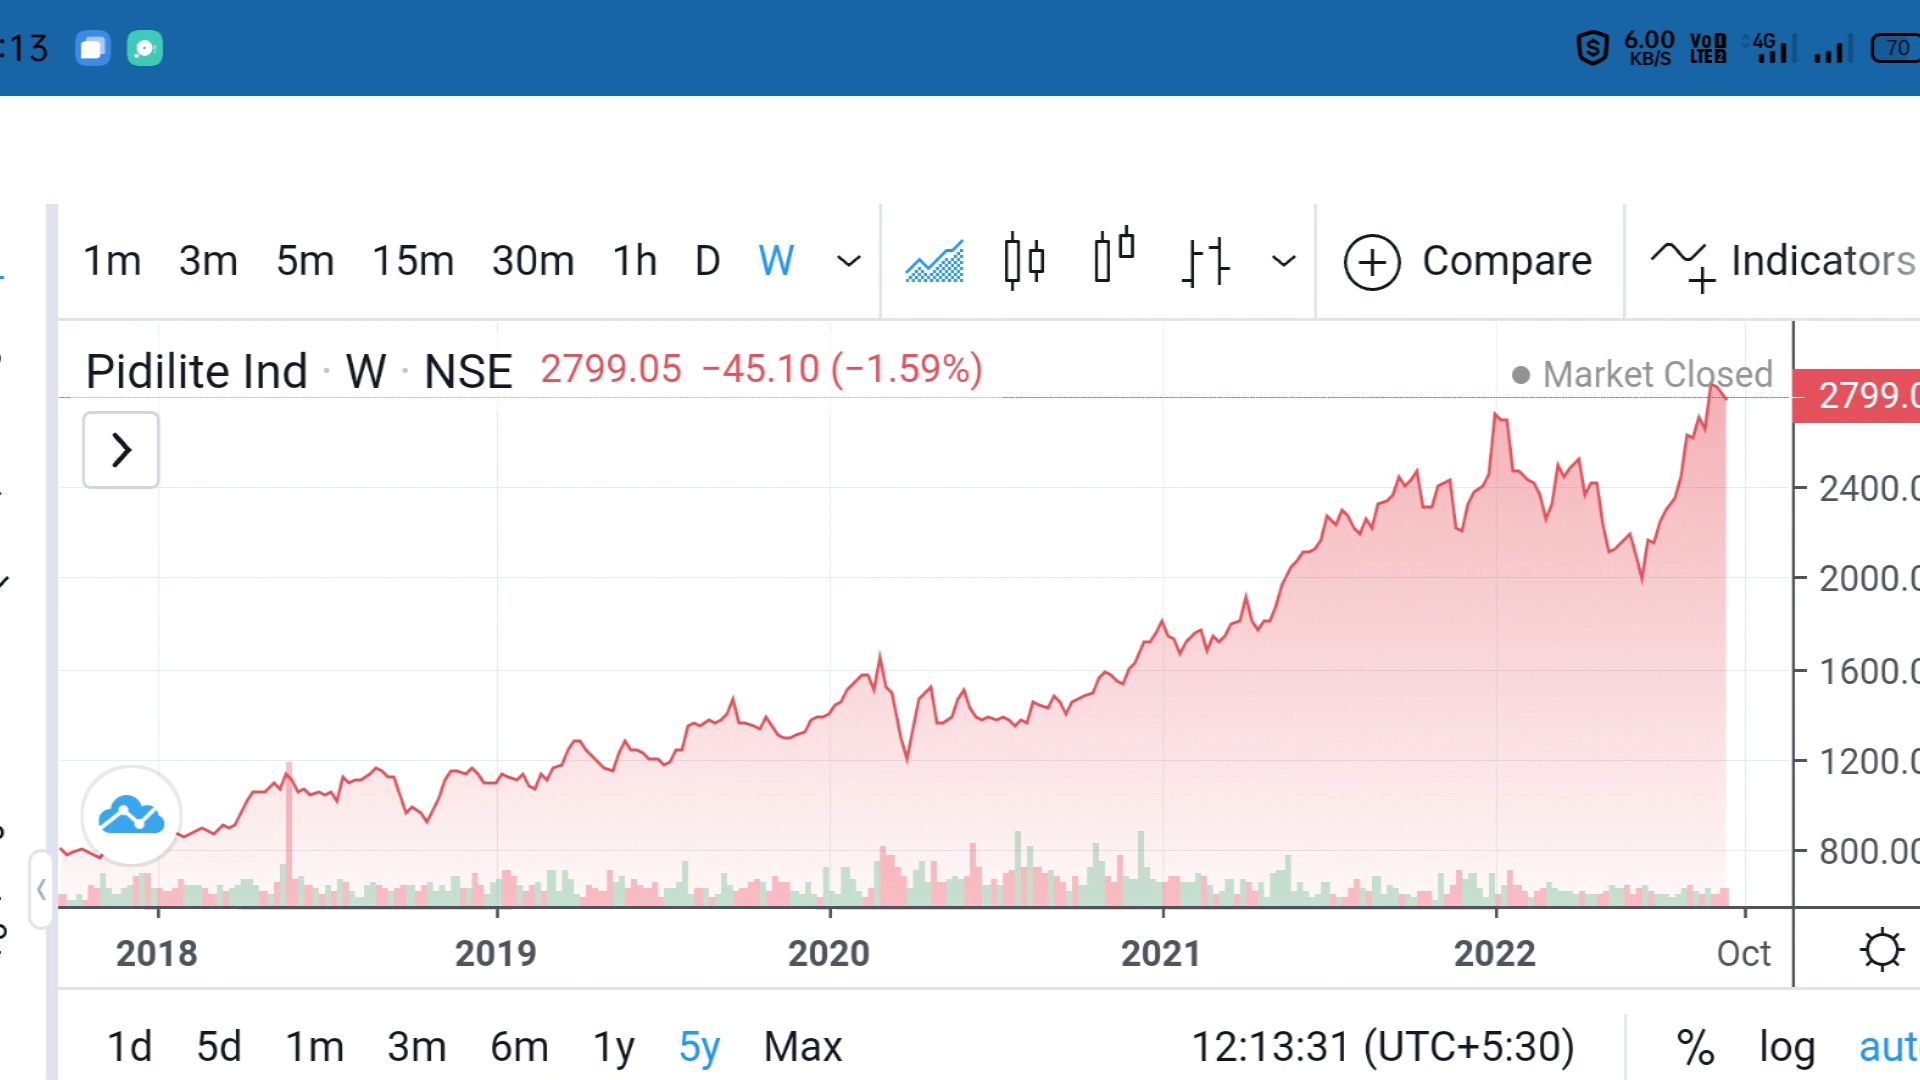 :13 6.00 KB/S VoD LTE2 4G 70
1m 3m 5m 15m 30m 1h D W Compare Indicators
Pidilite Ind · W · NSE 2799.05 −45.10 (−1.59%) Market Closed
2799.0
2400.0
2000.0
1600.0
1200.0
800.00
2018 2019 2020 2021 2022 Oct
1d 5d 1m 3m 6m 1y 5y Max 12:13:31 (UTC+5:30) % log aut